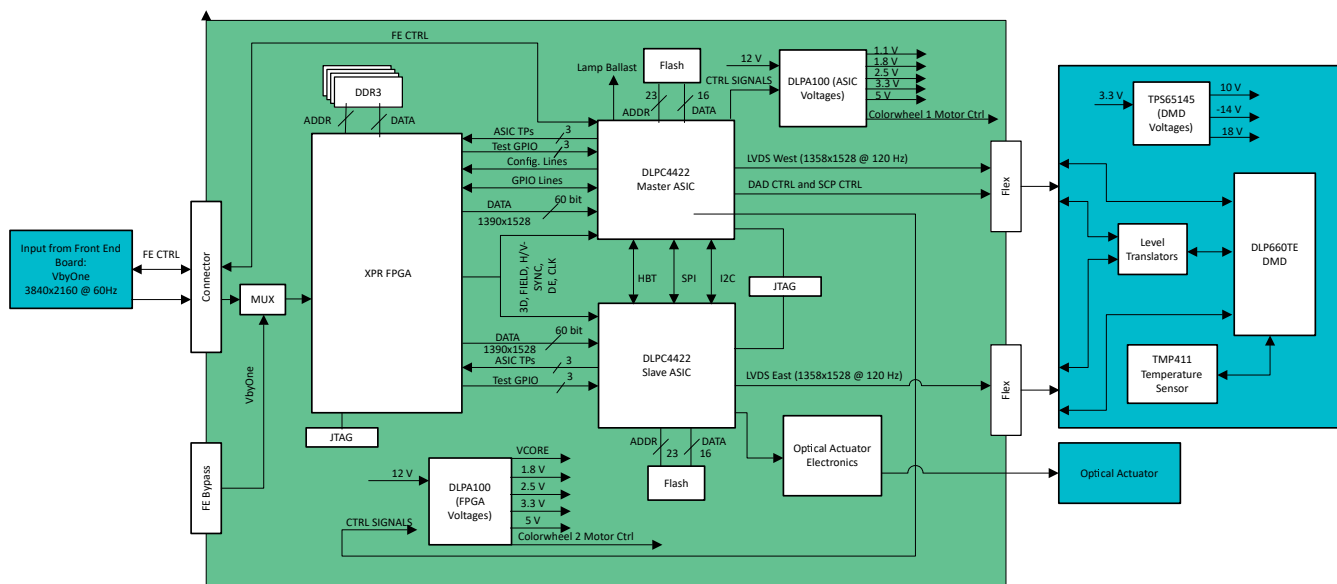 FE CTRL
Lamp Ballast
Flash
12 V
CTRL SIGNALS
23
16
ADDR
DATA
DLPA100 (ASIC
Voltages)
1.1 V
1.8 V
2.5 V
3.3 V
5 V
Colorwheel 1 Motor Ctrl
DDR3
ADDR
DATA
XPR FPGA
ASIC TPs
3
Test GPIO
3
Config. Lines
GPIO Lines
DATA
60 bit
1390x1528
DLPC4422
Master ASIC
LVDS West (1358x1528 @ 120 Hz)
DAD CTRL and SCP CTRL
Flex
3.3 V
TPS65145
(DMD
Voltages)
10 V
-14 V
18 V
Level
Translators
DLP660TE
DMD
TMP411
Temperature
Sensor
Input from Front End
Board:
VbyOne
3840x2160 @ 60Hz
FE CTRL
Connector
MUX
VbyOne
FE Bypass
3D, FIELD, H/V-
SYNC,
DE, CLK
HBT
SPI
I2C
JTAG
DATA
60 bit
1390x1528
ASIC TPs
3
Test GPIO
3
DLPC4422
Slave ASIC
LVDS East (1358x1528 @ 120 Hz)
Flex
JTAG
ADDR
DATA
23
16
Flash
Optical Actuator
Electronics
Optical Actuator
12 V
CTRL SIGNALS
DLPA100
(FPGA
Voltages)
VCORE
1.8 V
2.5 V
3.3 V
5 V
Colorwheel 2 Motor Ctrl